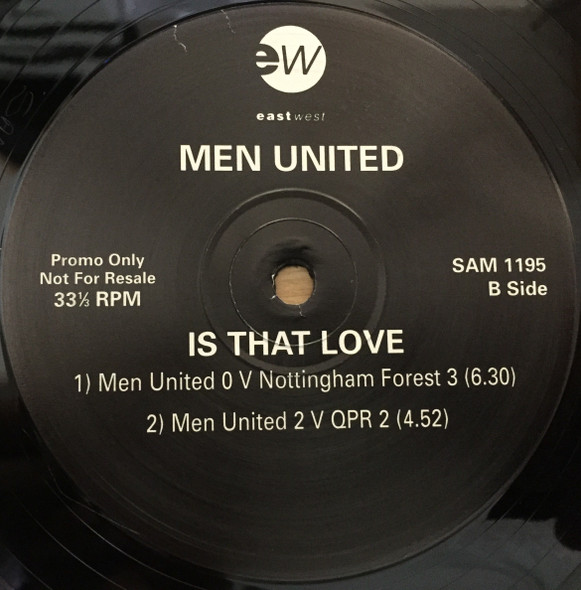 ew
eastwest
MEN UNITED
Promo Only
Not For Resale
33⅓ RPM
SAM 1195
B Side
IS THAT LOVE
1) Men United 0 V Nottingham Forest 3 (6.30)
2) Men United 2 V QPR 2 (4.52)